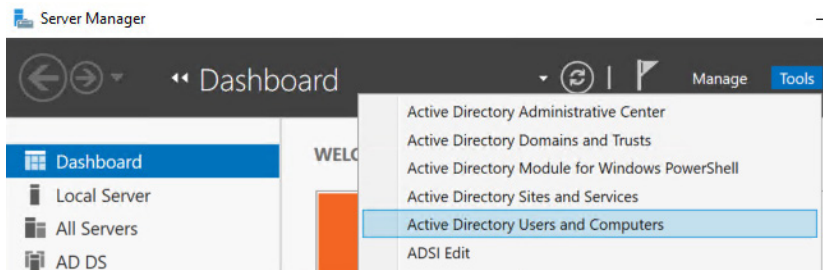 Server Manager
Dashboard
Manage
Tools
Active Directory Administrative Center
Active Directory Domains and Trusts
Active Directory Module for Windows PowerShell
Active Directory Sites and Services
Active Directory Users and Computers
ADSI Edit
Dashboard
Local Server
All Servers
AD DS
WELC